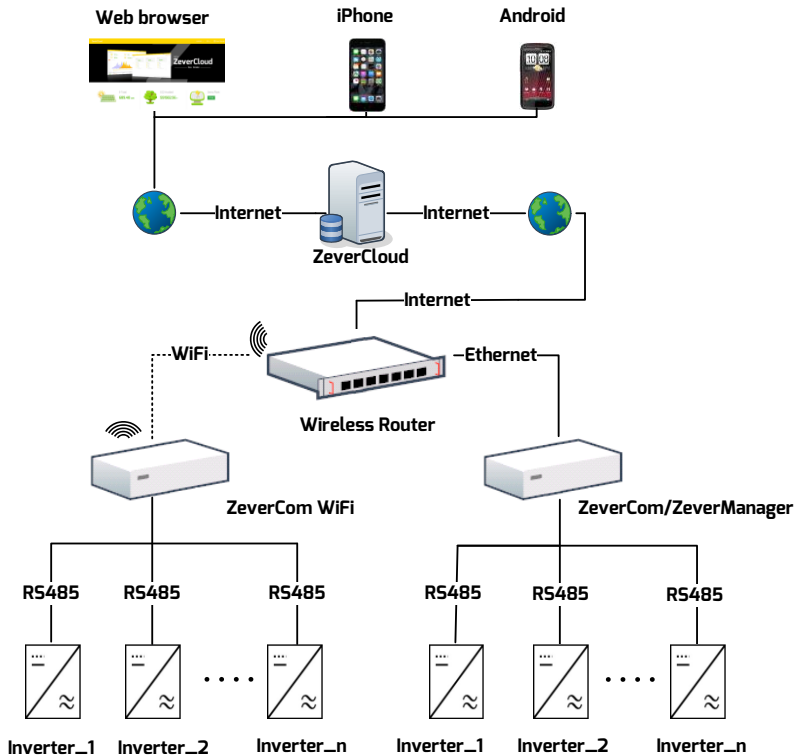 Web browser
iPhone
Android
ZeverCloud
Internet
Internet
ZeverCloud
Internet
WiFi
Ethernet
Wireless Router
ZeverCom WiFi
ZeverCom/ZeverManager
RS485
RS485
RS485
RS485
RS485
RS485
Inverter_1
Inverter_2
Inverter_n
Inverter_1
Inverter_2
Inverter_n